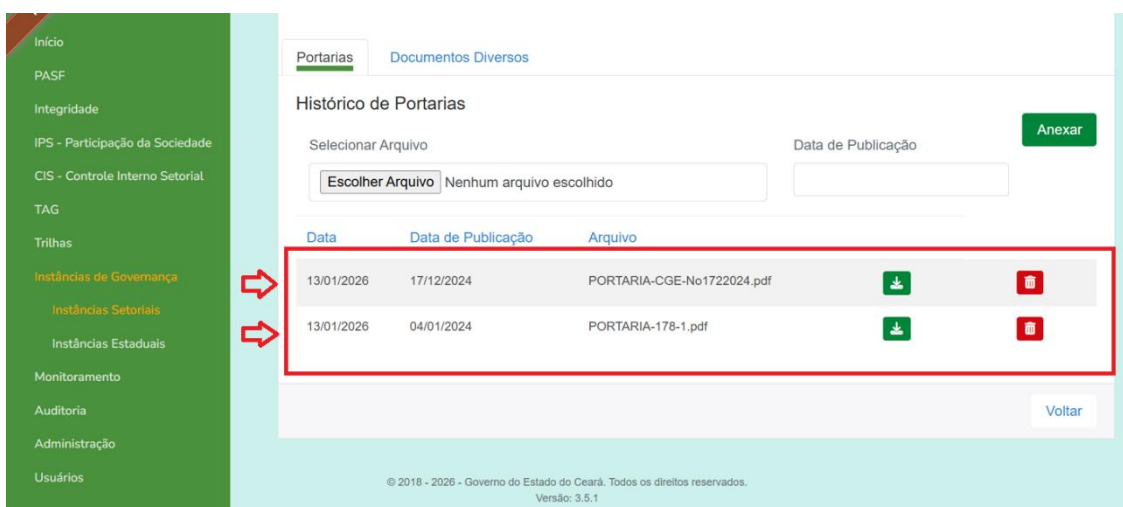 Início
PASF
Integridade
IPS - Participação da Sociedade
CIS - Controle Interno Setorial
TAG
Trilhas
Instâncias de Governança
Instâncias Setoriais
Instâncias Estaduais
Monitoramento
Auditoria
Administração
Usuários
Portarias Documentos Diversos
Histórico de Portarias
Anexar
Selecionar Arquivo Data de Publicação
Escolher Arquivo Nenhum arquivo escolhido
Data Data de Publicação Arquivo
13/01/2026 17/12/2024 PORTARIA-CGE-No1722024.pdf
13/01/2026 04/01/2024 PORTARIA-178-1.pdf
Voltar
© 2018 - 2026 - Governo do Estado do Ceará. Todos os direitos reservados.
Versão: 3.5.1